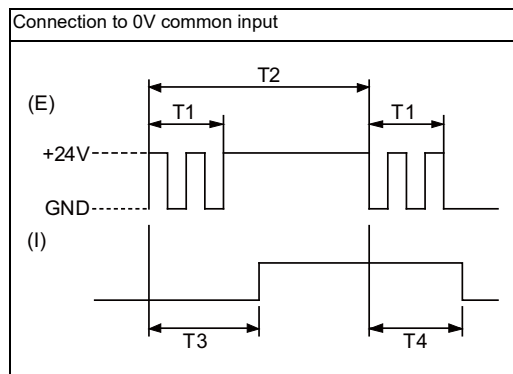 Connection to 0V common input
T2
(E)
T1
T1
+24V
GND
(I)
T3
T4